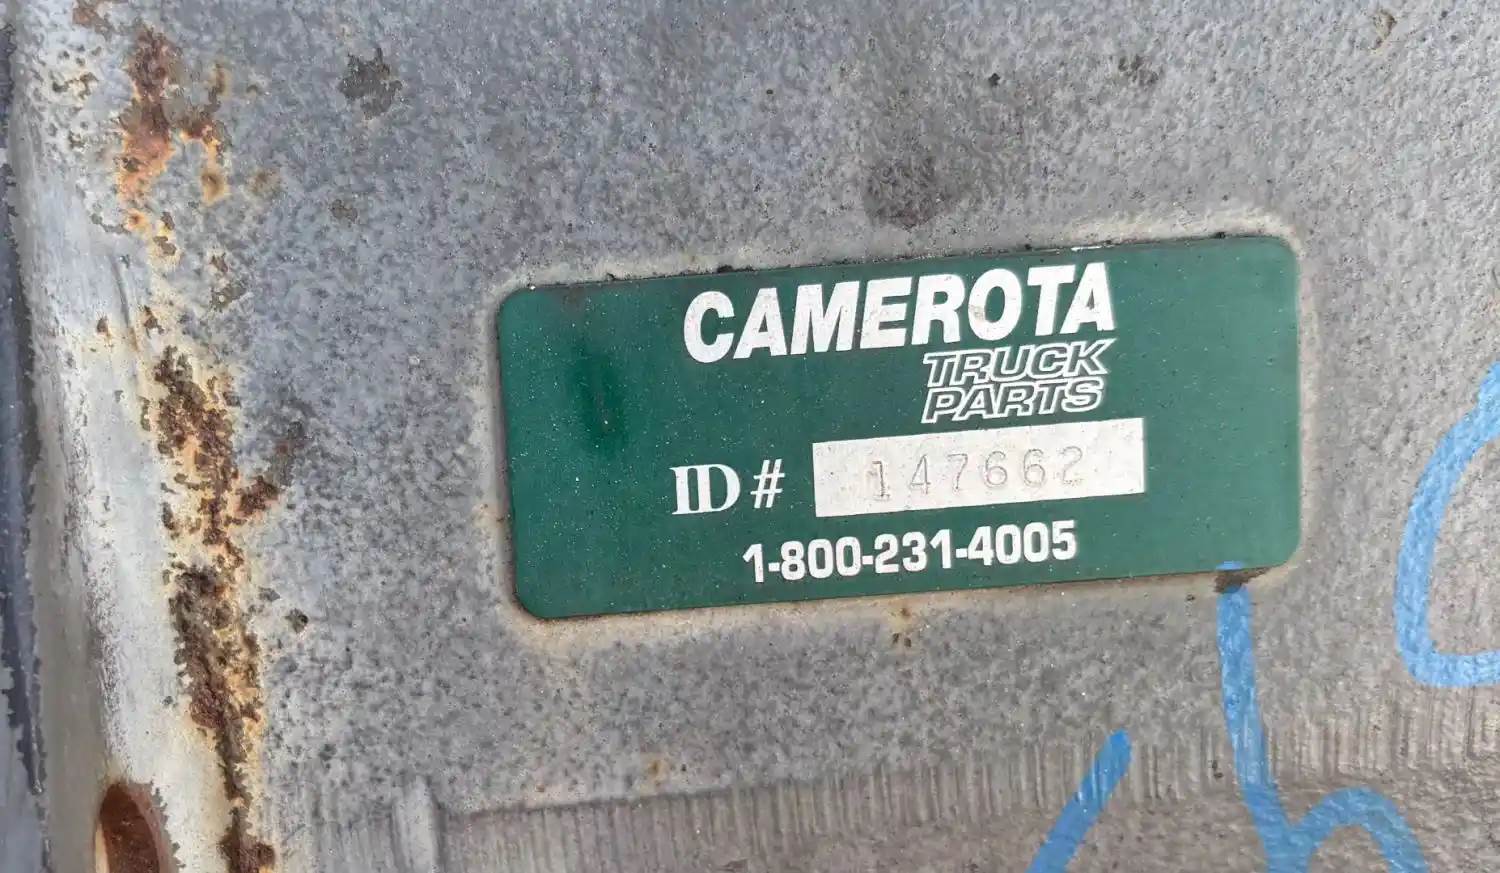 CAMEROTA
TRUCK
PARTS
ID # 147662
1-800-231-4005